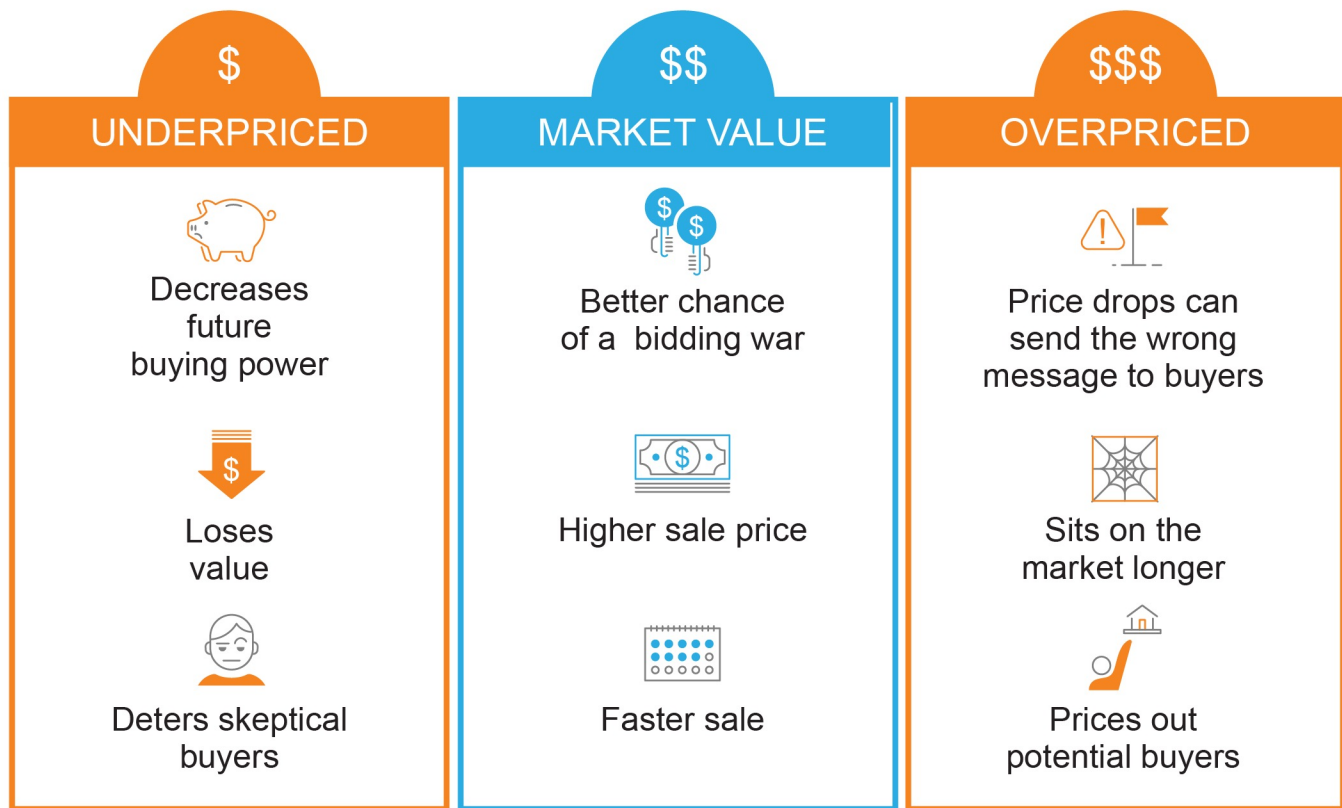 $
UNDERPRICED
Decreases
future
buying power
$
Loses
value
Deters skeptical
buyers
$$
MARKET VALUE
$
$
Better chance
of a bidding war
$
Higher sale price
Faster sale
$$$
OVERPRICED
!
Price drops can
send the wrong
message to buyers
Sits on the
market longer
Prices out
potential buyers